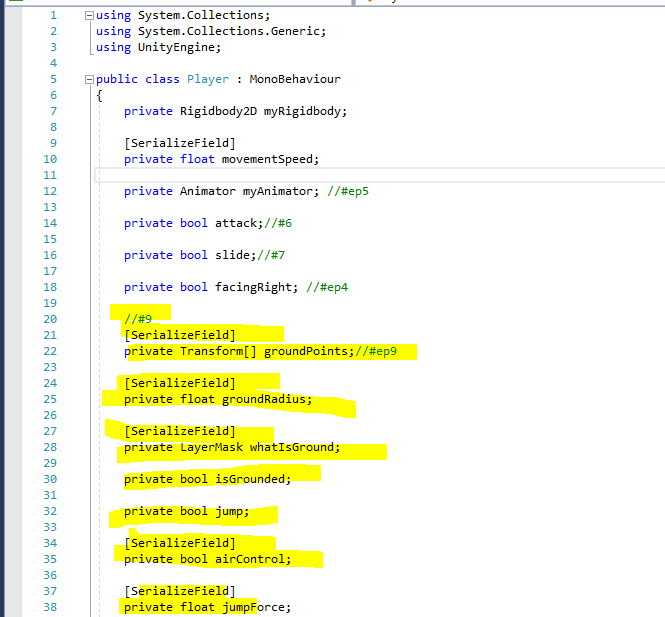 1 using System.Collections;
2 using System.Collections.Generic;
3 using UnityEngine;
4
5 public class Player : MonoBehaviour
6 {
7 private Rigidbody2D myRigidbody;
8
9 [SerializeField]
10 private float movementSpeed;
11
12 private Animator myAnimator; //#ep5
13
14 private bool attack;//#6
15
16 private bool slide;//#7
17
18 private bool facingRight; //#ep4
19
20 //#9
21 [SerializeField]
22 private Transform[] groundPoints;//#ep9
23
24 [SerializeField]
25 private float groundRadius;
26
27 [SerializeField]
28 private LayerMask whatIsGround;
29
30 private bool isGrounded;
31
32 private bool jump;
33
34 [SerializeField]
35 private bool airControl;
36
37 [SerializeField]
38 private float jumpForce;